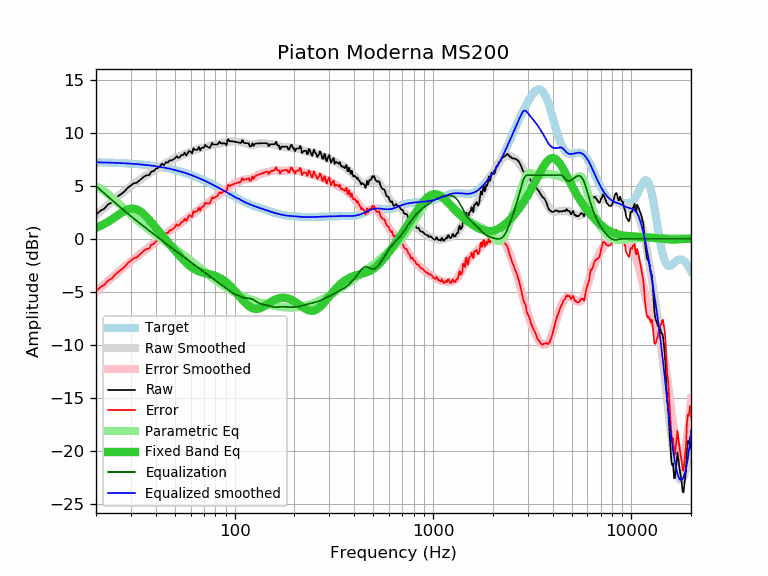 Piaton Moderna MS200
15
10
5
0
−5
−10
−15
−20
−25
Amplitude (dBr)
Target
Raw Smoothed
Error Smoothed
Raw
Error
Parametric Eq
Fixed Band Eq
Equalization
Equalized smoothed
100
1000
10000
Frequency (Hz)